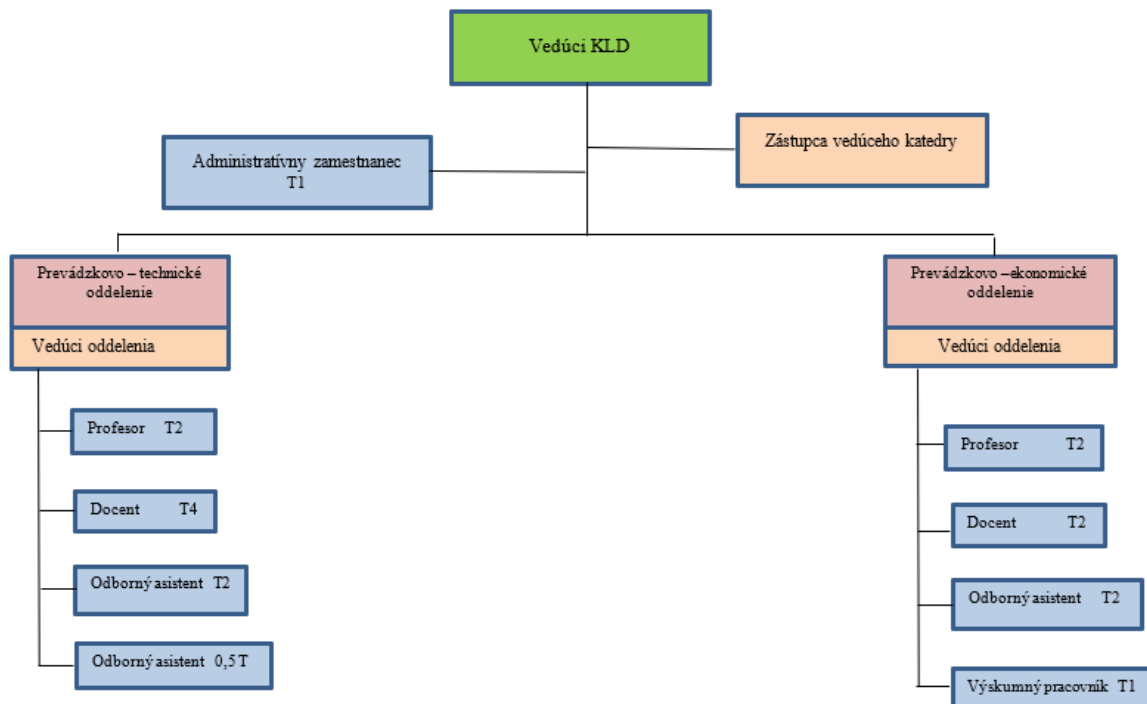 Vedúci KLD
Administratívny zamestnanec
T1
Zástupca vedúceho katedry
Prevádzkovo – technické
oddelenie
Vedúci oddelenia
Profesor T2
Docent T4
Odborný asistent T2
Odborný asistent 0,5T
Prevádzkovo –ekonomické
oddelenie
Vedúci oddelenia
Profesor T2
Docent T2
Odborný asistent T2
Výskumný pracovník T1